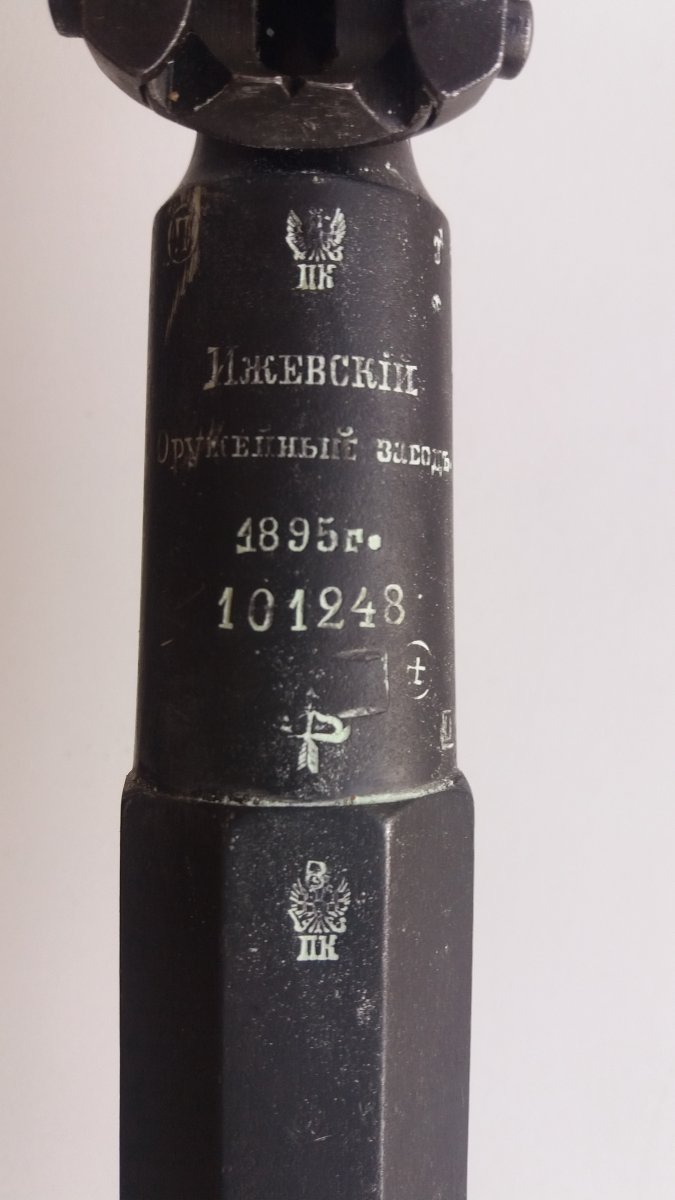 П
ПК
Ижевскій
Оружейный заводъ
1895г.
101248
ПК